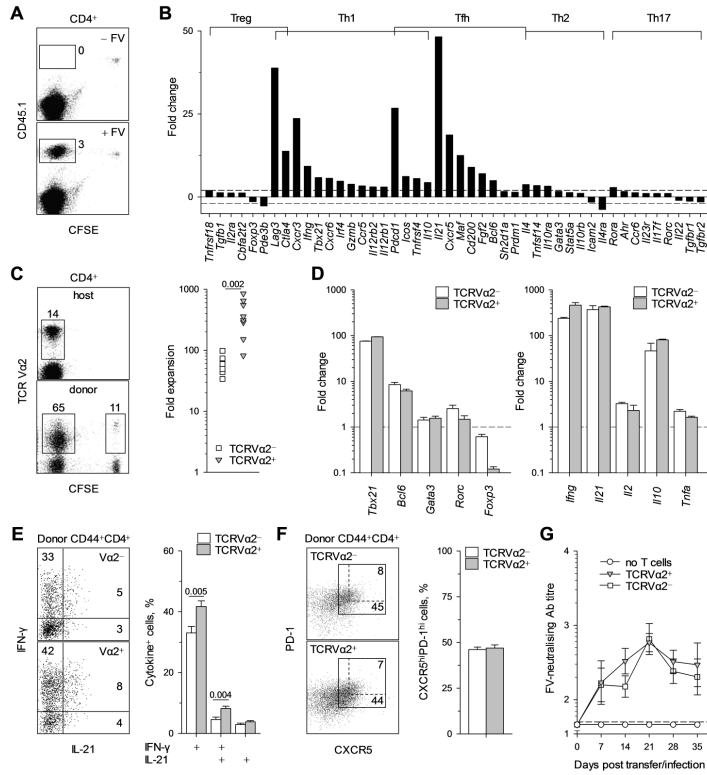 A
CD4⁺
− FV
0
+ FV
3
CD45.1
CFSE
B
Treg
Th1
Tfh
Th2
Th17
Fold change
50
25
0
Tnfrsf18
Tgfb1
Il2ra
Cbfa2t2
Foxp3
Pde3b
Lag3
Ctla4
Cxcr3
Ifng
Tbx21
Cxcr6
Irf4
Gzmb
Ccr5
Il12rb2
Il12rb1
Pdcd1
Icos
Tnfsf4
Il10
Il21
Cxcr5
Maf
Cd200
Fgf2
Bcl6
Sh2d1a
Prdm1
Il4
Tnfsf14
Il10ra
Gata3
Stat5a
Il10rb
Icam2
Il4ra
Rora
Ahr
Ccr6
Il23r
Il17f
Rorc
Il22
Tgfbr1
Tgfbr2
C
CD4⁺
host
14
donor
65
11
TCR Vα2
CFSE
Fold expansion
1000
100
10
1
0.002
TCRVα2⁻
TCRVα2⁺
D
TCRVα2⁻
TCRVα2⁺
Fold change
1000
100
10
1
0.1
Tbx21
Bcl6
Gata3
Rorc
Foxp3
TCRVα2⁻
TCRVα2⁺
Fold change
1000
100
10
1
0.1
Ifng
Il21
Il2
Il10
Tnfa
E
Donor CD44⁺CD4⁺
33
Vα2⁻
5
3
42
Vα2⁺
8
4
IFN-γ
IL-21
TCRVα2⁻
TCRVα2⁺
Cytokine⁺ cells, %
60
40
20
0
0.005
0.004
IFN-γ + +
IL-21 + +
F
Donor CD44⁺CD4⁺
TCRVα2⁻
8
45
TCRVα2⁺
7
44
PD-1
CXCR5
TCRVα2⁻
TCRVα2⁺
CXCR5ʰⁱPD-1ʰⁱ cells, %
100
80
60
40
20
0
G
no T cells
TCRVα2⁺
TCRVα2⁻
FV-neutralising Ab titre
4
3
2
1
0
7
14
21
28
35
Days post transfer/infection